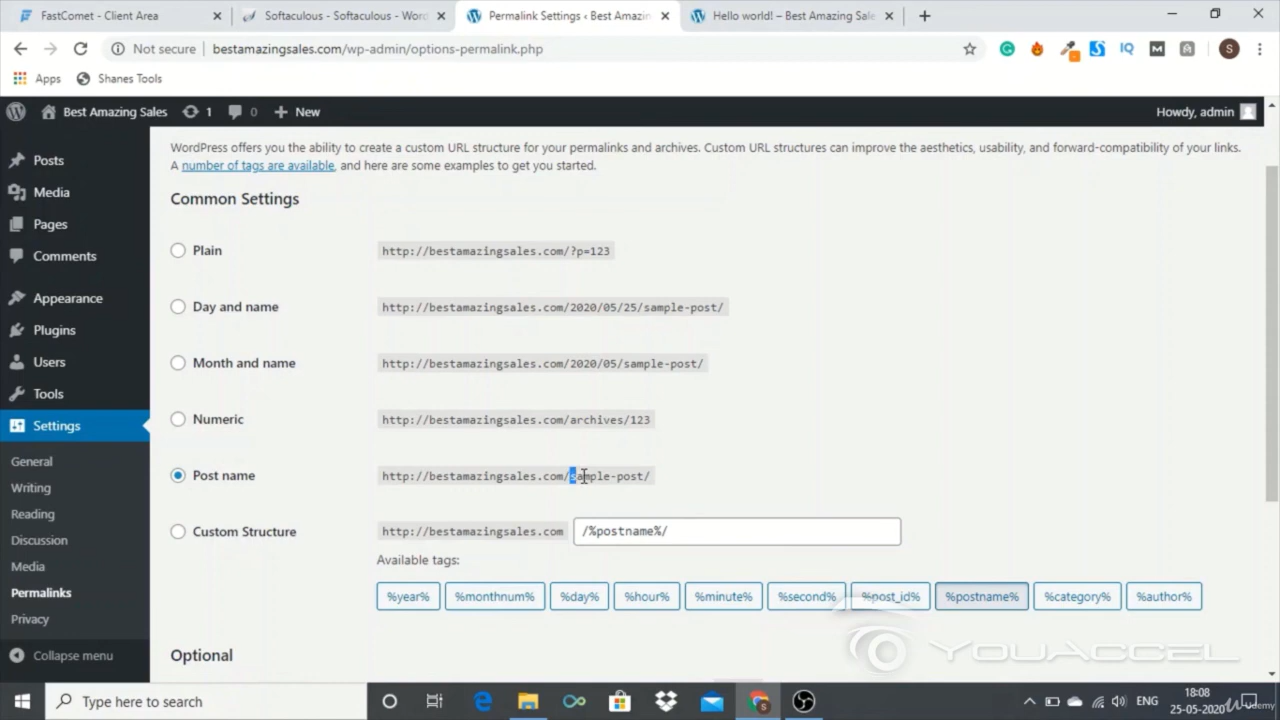 FastComet - Client Area
Softaculous - Softaculous - Wor
Permalink Settings ‹ Best Amazin
Hello world! – Best Amazing Sale
Not secure
bestamazingsales.com/wp-admin/options-permalink.php
IQ
M
S
Apps
Shanes Tools
Best Amazing Sales
1
0
New
Howdy, admin
WordPress offers you the ability to create a custom URL structure for your permalinks and archives. Custom URL structures can improve the aesthetics, usability, and forward-compatibility of your links.
A number of tags are available, and here are some examples to get you started.
Posts
Media
Pages
Comments
Appearance
Plugins
Users
Tools
Settings
General
Writing
Reading
Discussion
Media
Permalinks
Privacy
Collapse menu
Common Settings
Plain
http://bestamazingsales.com/?p=123
Day and name
http://bestamazingsales.com/2020/05/25/sample-post/
Month and name
http://bestamazingsales.com/2020/05/sample-post/
Numeric
http://bestamazingsales.com/archives/123
Post name
http://bestamazingsales.com/sample-post/
Custom Structure
http://bestamazingsales.com
/%postname%/
Available tags:
%year%
%monthnum%
%day%
%hour%
%minute%
%second%
%post_id%
%postname%
%category%
%author%
Optional
YOUACCEL
Type here to search
ENG
18:08
25-05-2020
Udemy